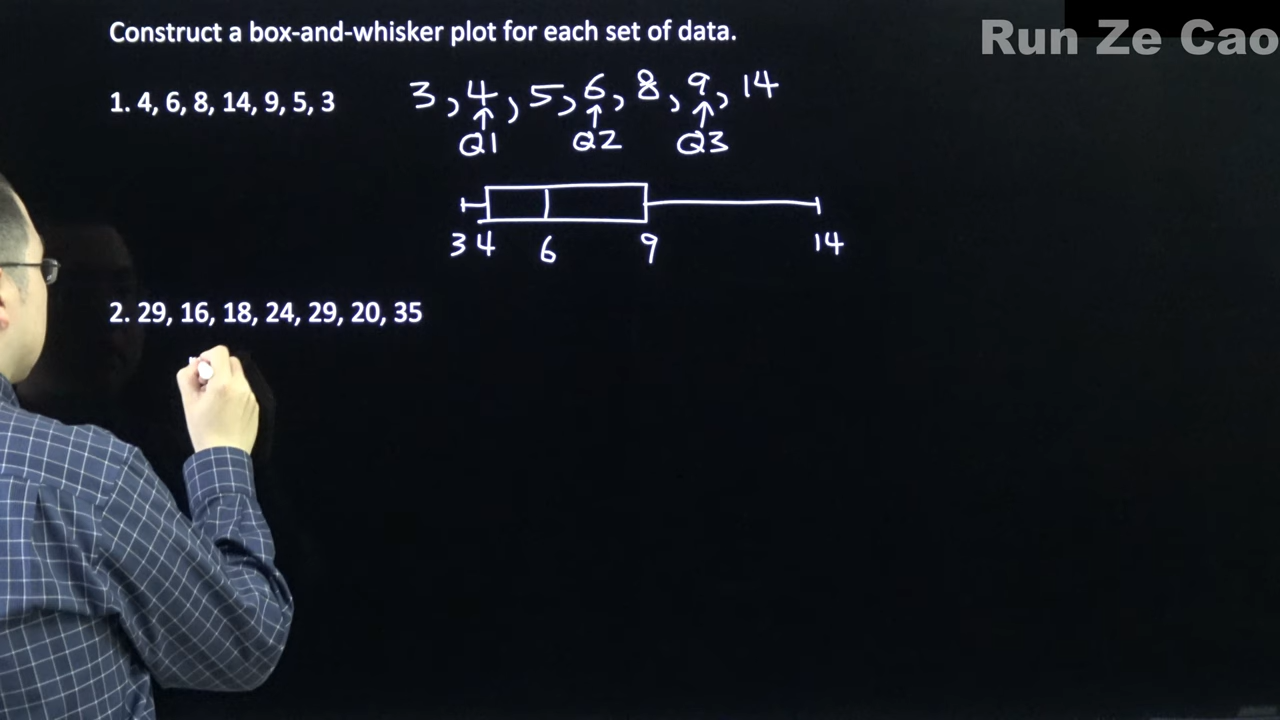 Run Ze Cao
Construct a box-and-whisker plot for each set of data.
1. 4, 6, 8, 14, 9, 5, 3
3, 4, 5, 6, 8, 9, 14
Q1 Q2 Q3
3 4 6 9 14
2. 29, 16, 18, 24, 29, 20, 35